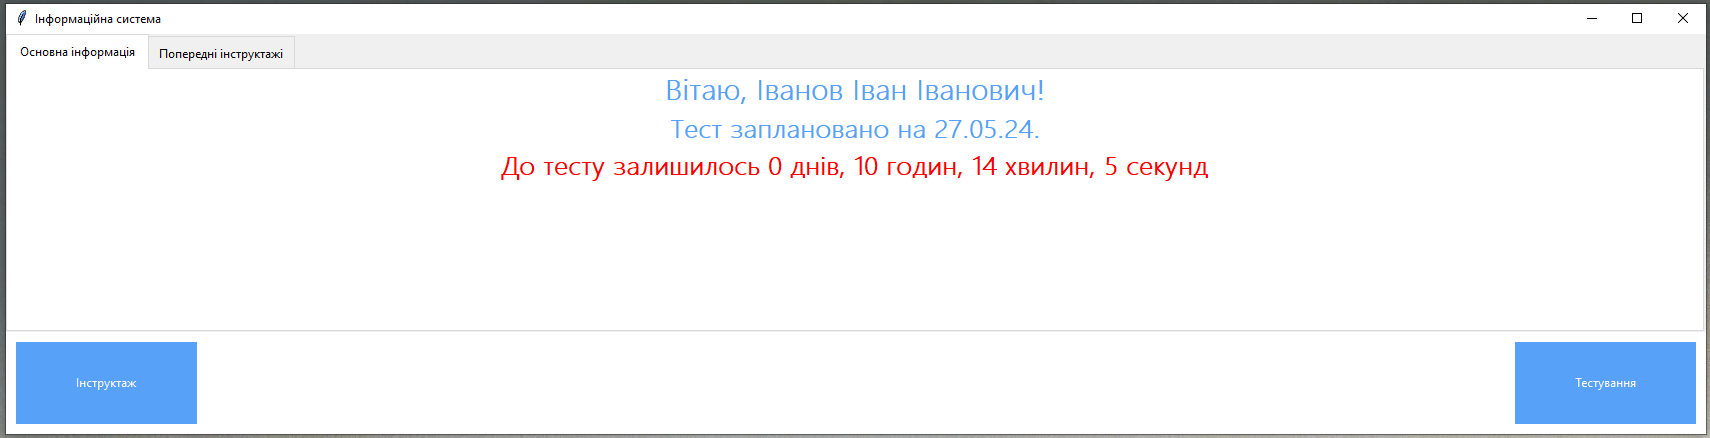 Інформаційна система
Основна інформація
Попередні інструктажі
Вітаю, Іванов Іван Іванович!
Тест заплановано на 27.05.24.
До тесту залишилось 0 днів, 10 годин, 14 хвилин, 5 секунд
Інструктаж
Тестування